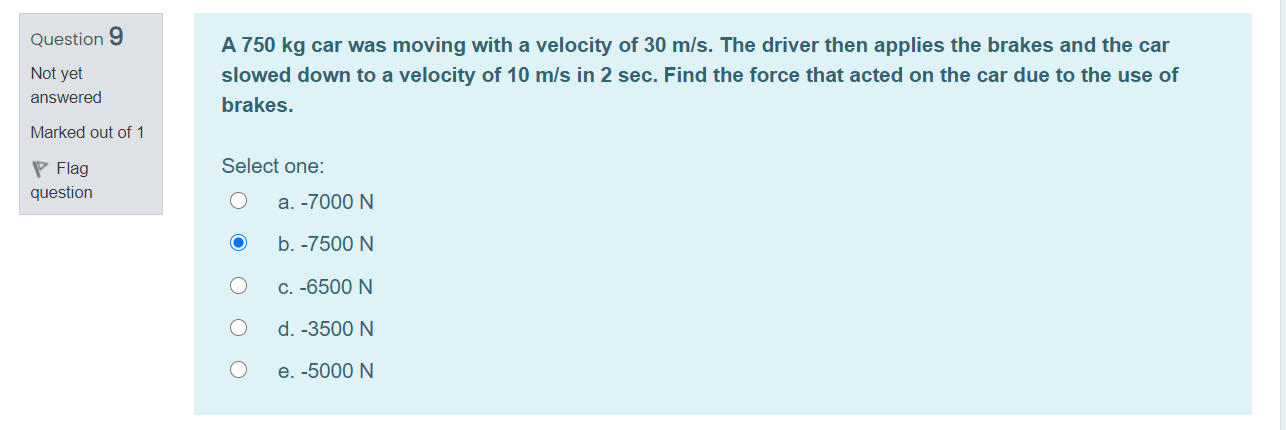 Question 9
Not yet
answered
Marked out of 1
Flag
question
A 750 kg car was moving with a velocity of 30 m/s. The driver then applies the brakes and the car
slowed down to a velocity of 10 m/s in 2 sec. Find the force that acted on the car due to the use of
brakes.
Select one:
a. -7000 N
b. -7500 N
c. -6500 N
d. -3500 N
e. -5000 N